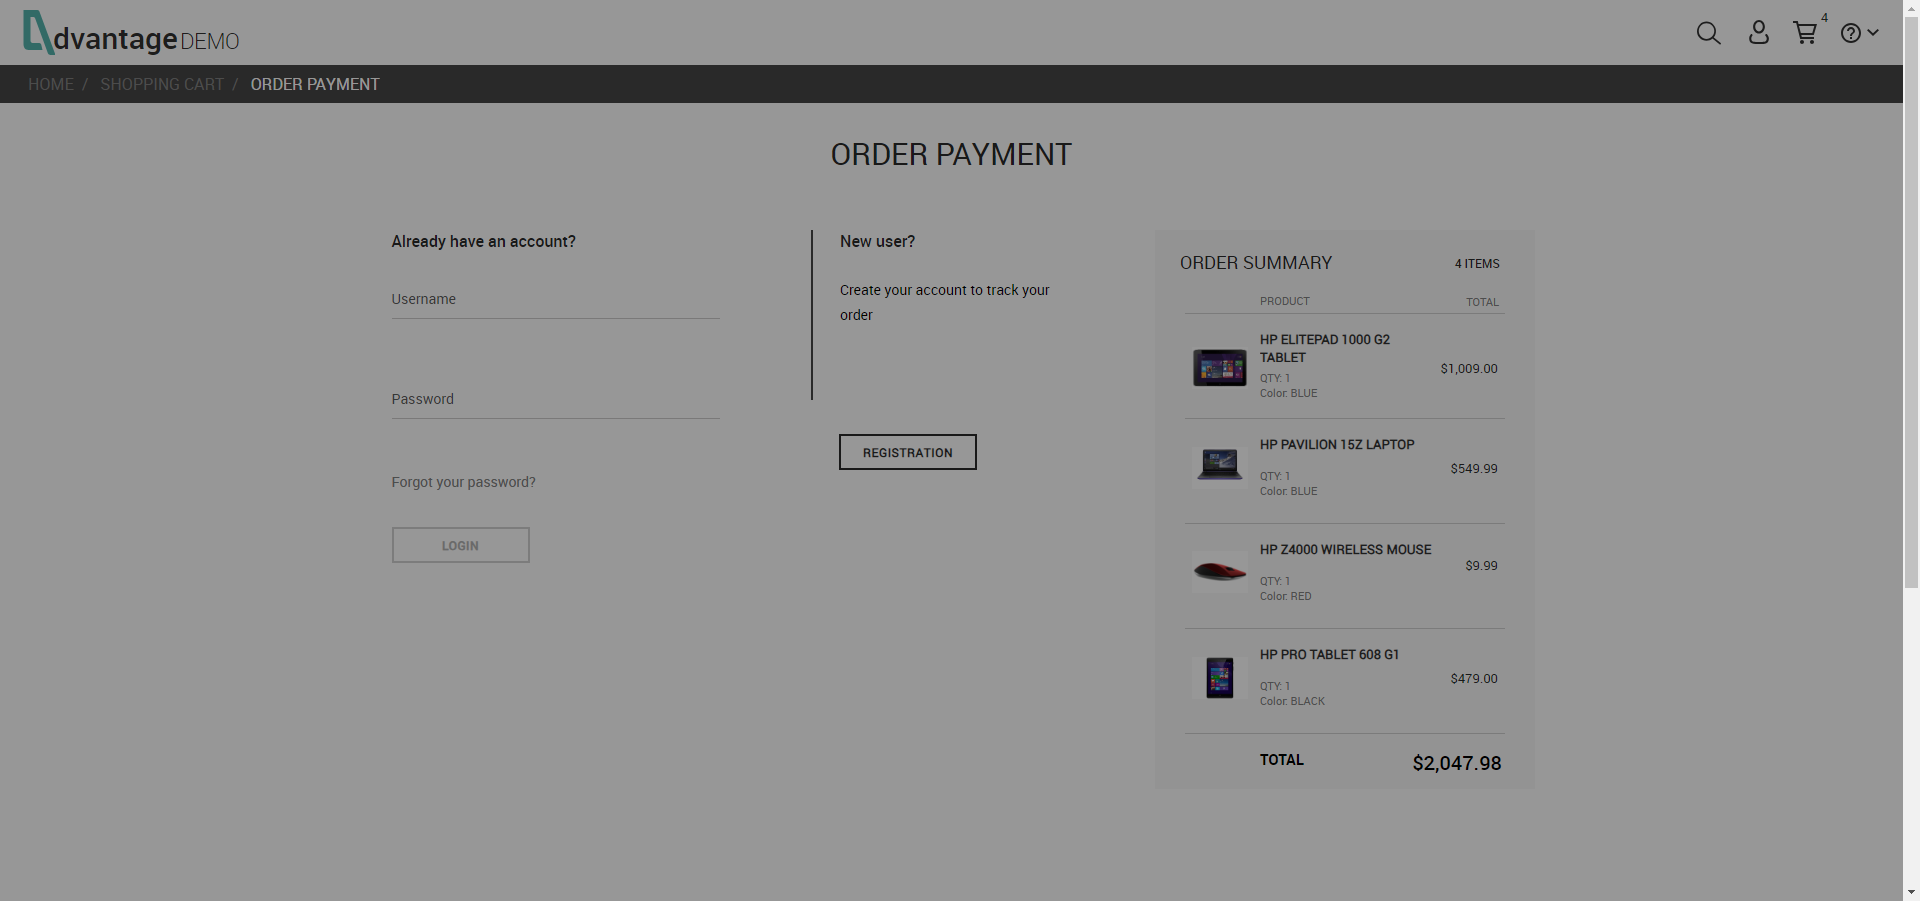 dvantage DEMO
4
HOME / SHOPPING CART / ORDER PAYMENT
ORDER PAYMENT
Already have an account?
Username
Password
Forgot your password?
LOGIN
New user?
Create your account to track your
order
REGISTRATION
ORDER SUMMARY
4 ITEMS
PRODUCT
TOTAL
HP ELITEPAD 1000 G2
TABLET
QTY: 1
Color: BLUE
$1,009.00
HP PAVILION 15Z LAPTOP
QTY: 1
Color: BLUE
$549.99
HP Z4000 WIRELESS MOUSE
QTY: 1
Color: RED
$9.99
HP PRO TABLET 608 G1
QTY: 1
Color: BLACK
$479.00
TOTAL
$2,047.98